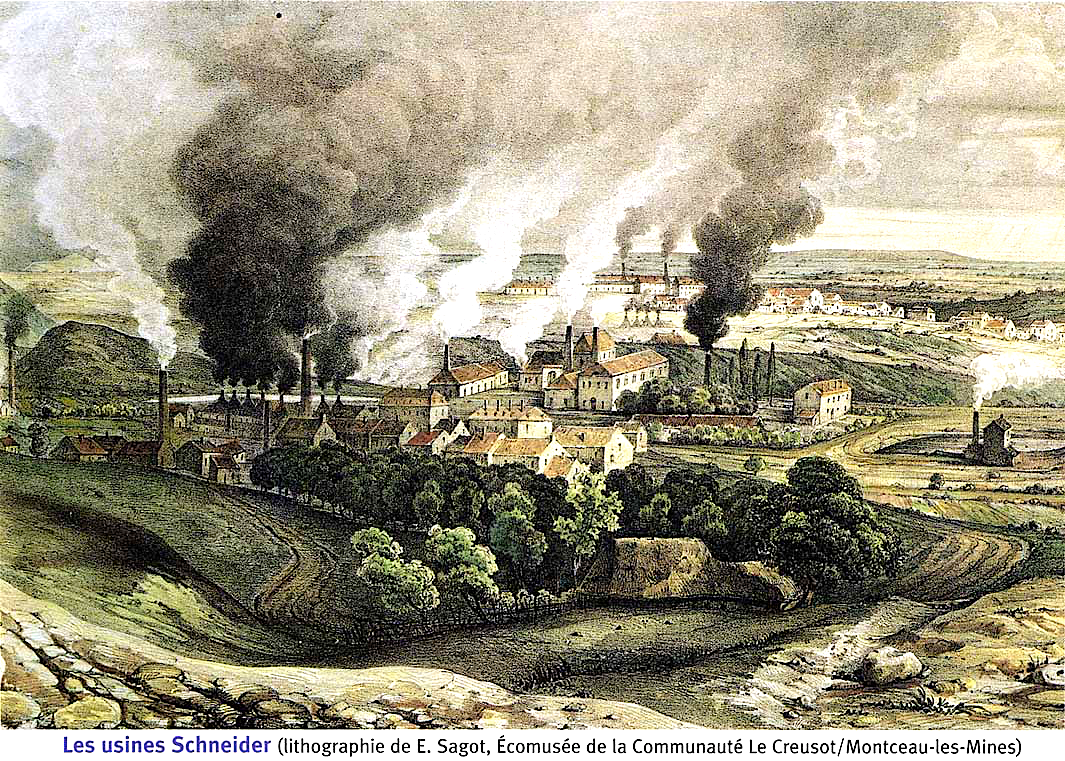 Les usines Schneider (lithographie de E. Sagot, Écomusée de la Communauté Le Creusot/Montceau-les-Mines)